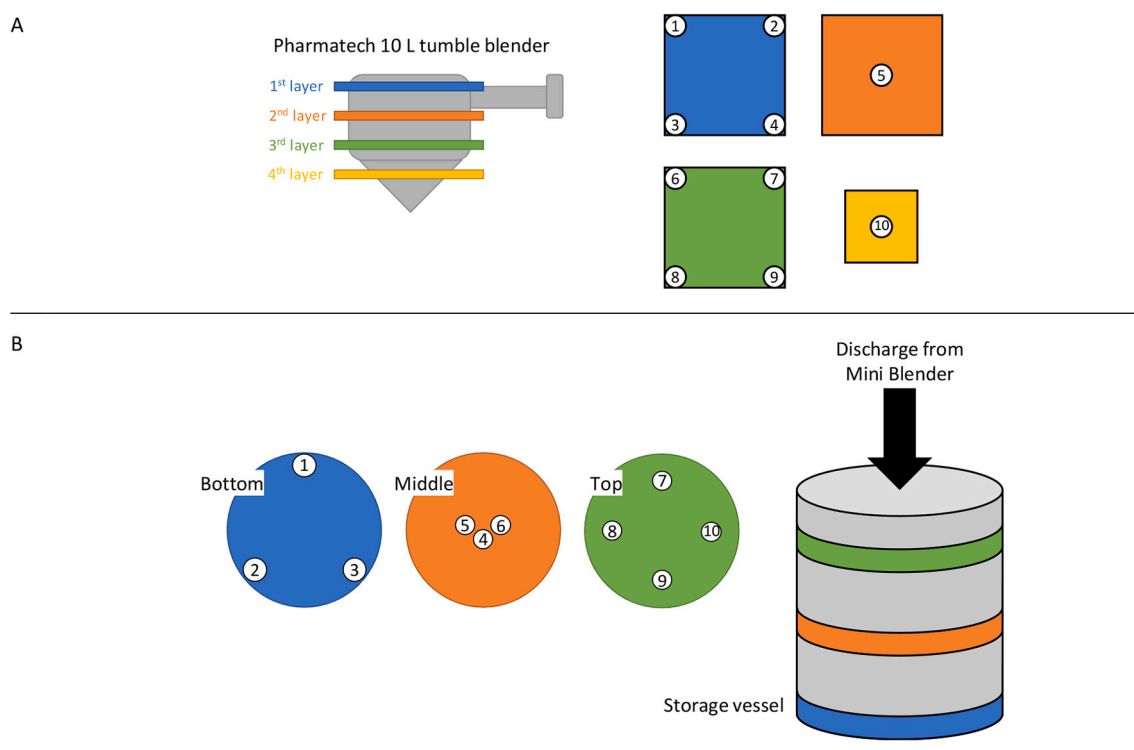 A
Pharmatech 10 L tumble blender
1st layer
2nd layer
3rd layer
4th layer
1
2
3
4
5
6
7
8
9
10
B
Discharge from
Mini Blender
Bottom
1
2
3
Middle
5
6
4
Top
7
8
10
9
Storage vessel